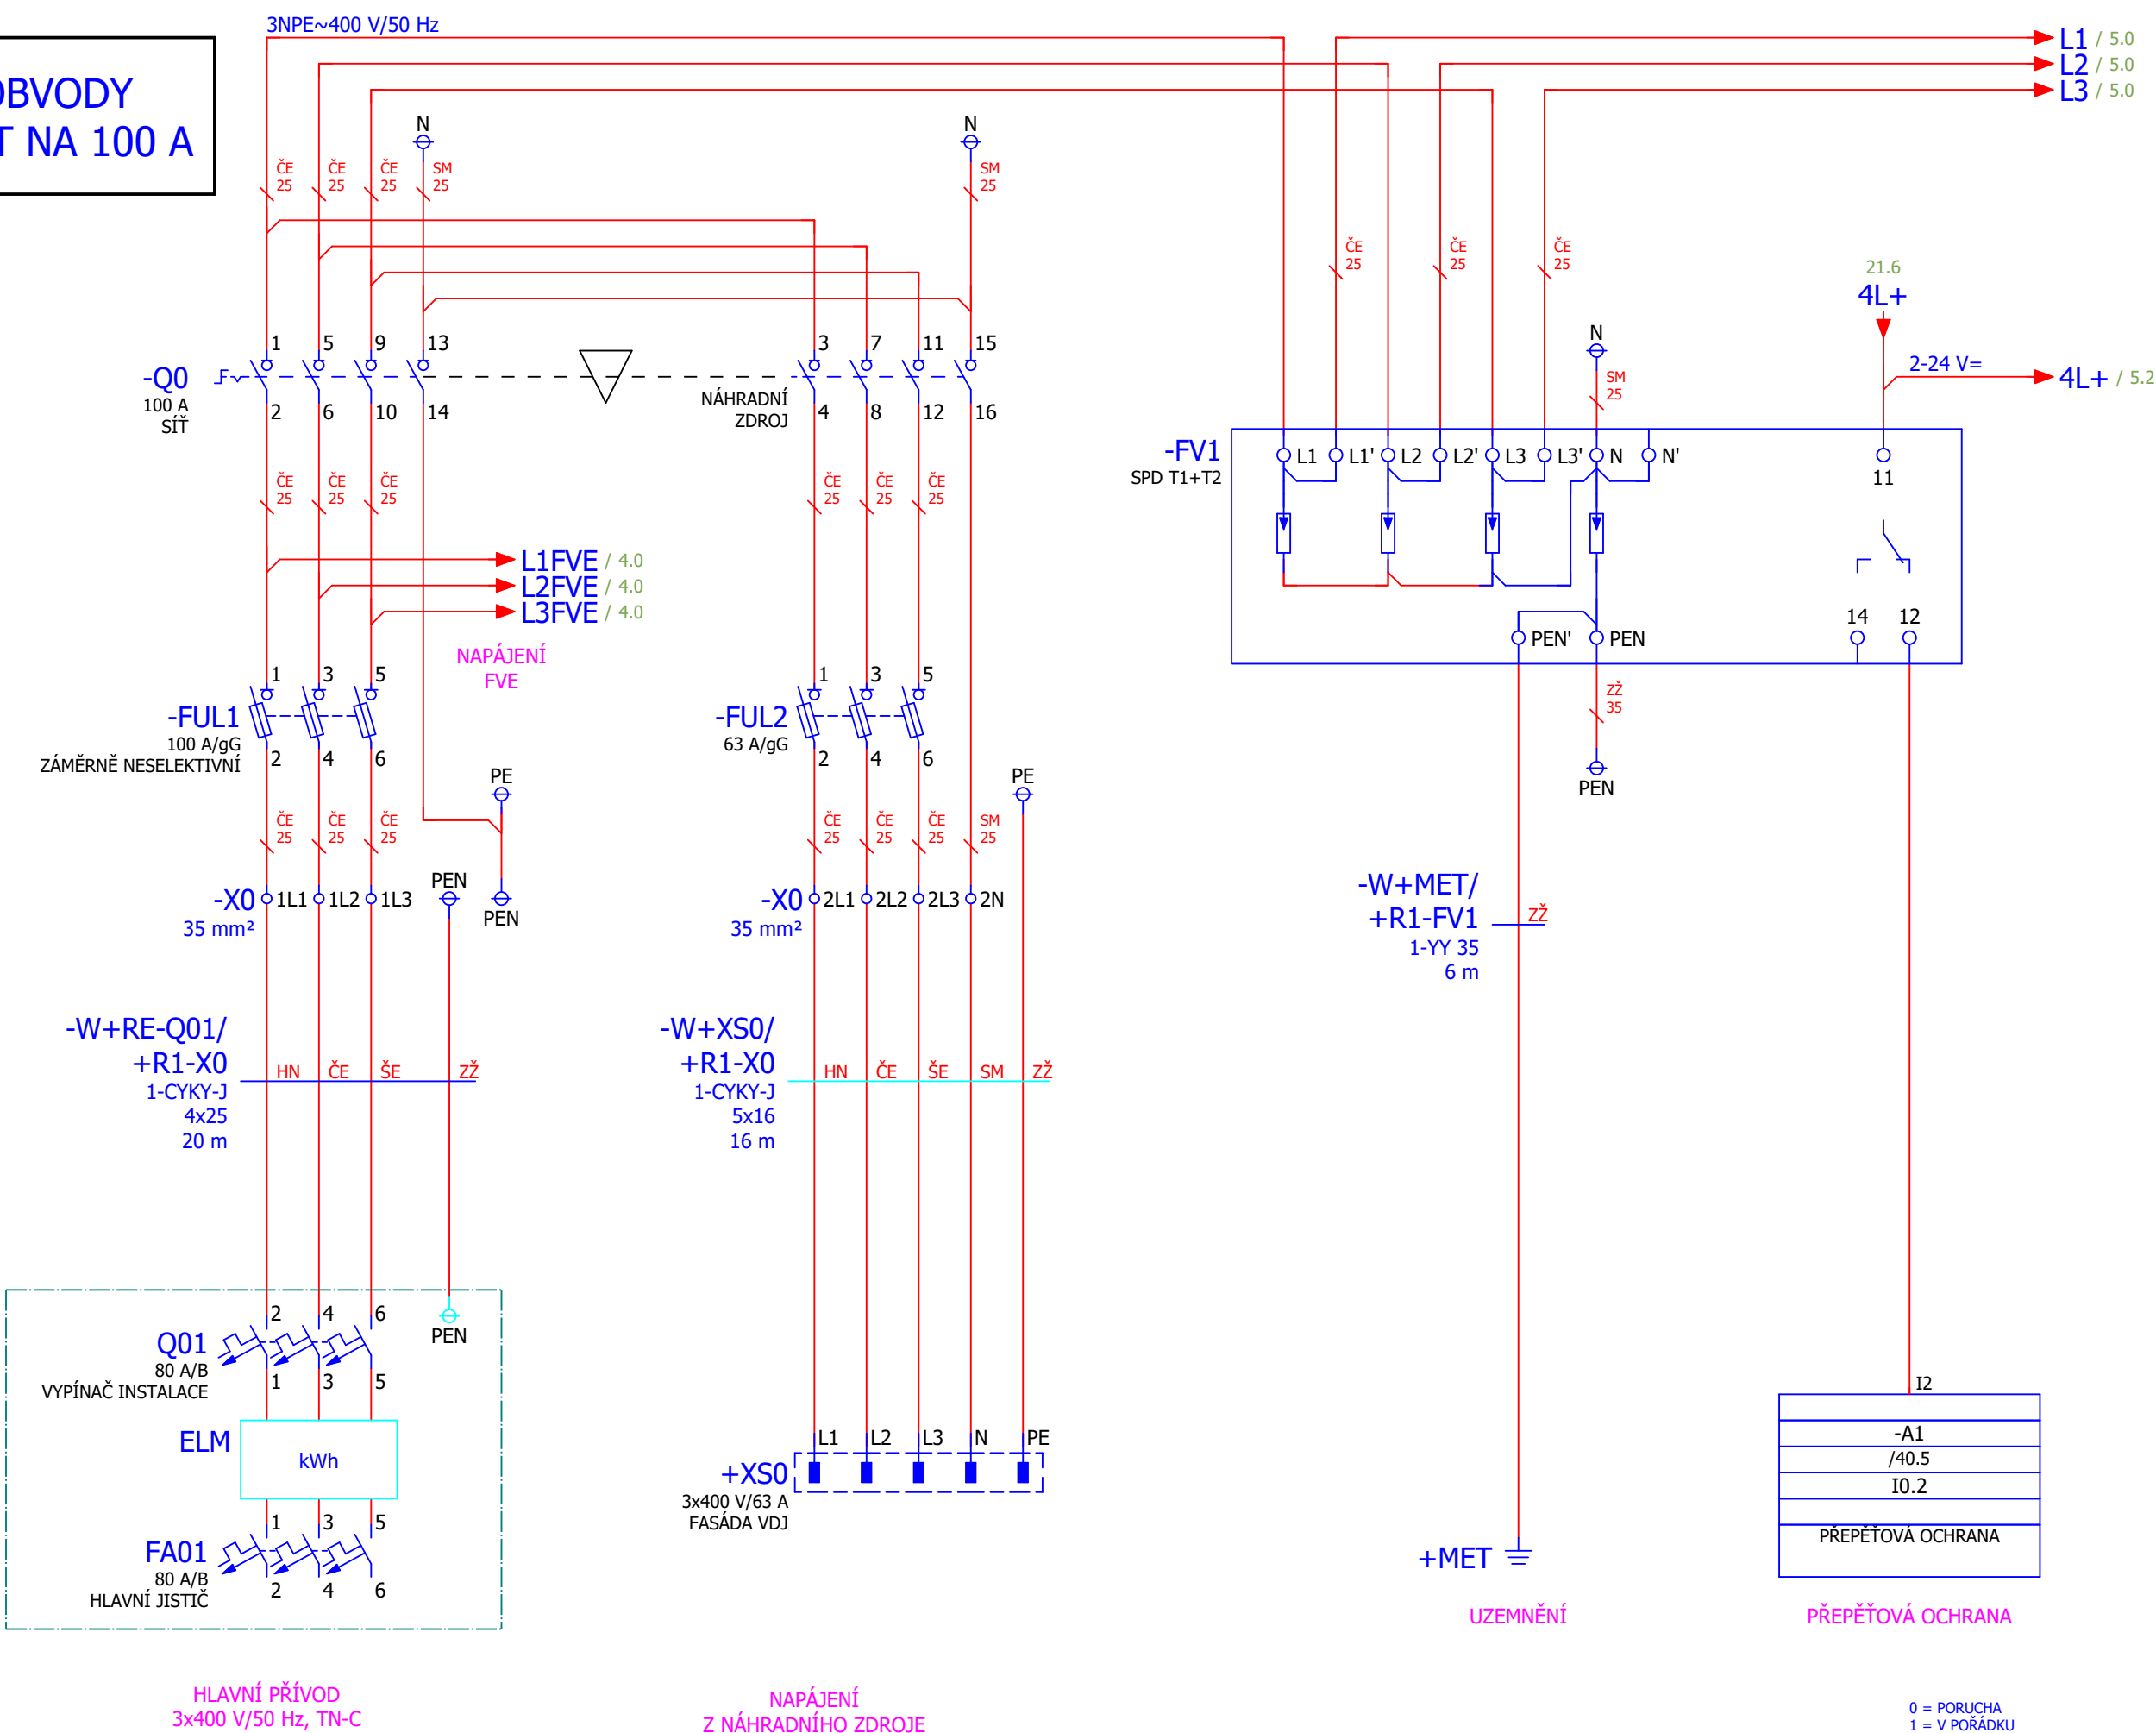 3NPE~400 V/50 Hz
L1 / 5.0
L2 / 5.0
L3 / 5.0
OBVODY
T NA 100 A
N
N
ČE
25
ČE
25
ČE
25
SM
25
SM
25
ČE
25
ČE
25
ČE
25
21.6
4L+
2-24 V=
4L+ / 5.2
N
SM
25
1 5 9 13
3 7 11 15
-Q0
100 A
SÍŤ
NÁHRADNÍ
ZDROJ
2 6 10 14
4 8 12 16
-FV1
SPD T1+T2
L1 L1' L2 L2' L3 L3' N N'
11
ČE
25
ČE
25
ČE
25
ČE
25
ČE
25
ČE
25
L1FVE / 4.0
L2FVE / 4.0
L3FVE / 4.0
NAPÁJENÍ
FVE
14 12
PEN' PEN
1 3 5
-FUL1
100 A/gG
ZÁMĚRNĚ NESELEKTIVNÍ
2 4 6
1 3 5
-FUL2
63 A/gG
2 4 6
ZŽ
35
PEN
PE
PE
ČE
25
ČE
25
ČE
25
ČE
25
ČE
25
ČE
25
SM
25
-X0 1L1 1L2 1L3
35 mm²
PEN
PEN
-X0 2L1 2L2 2L3 2N
35 mm²
-W+MET/
+R1-FV1
1-YY 35
6 m
ZŽ
-W+RE-Q01/
+R1-X0
1-CYKY-J
4x25
20 m
HN ČE ŠE ZŽ
-W+XS0/
+R1-X0
1-CYKY-J
5x16
16 m
HN ČE ŠE SM ZŽ
2 4 6
PEN
Q01
80 A/B
VYPÍNAČ INSTALACE
1 3 5
ELM
kWh
1 3 5
FA01
80 A/B
HLAVNÍ JISTIČ
2 4 6
L1 L2 L3 N PE
+XS0
3x400 V/63 A
FASÁDA VDJ
+MET
I2
-A1
/40.5
I0.2
PŘEPĚŤOVÁ OCHRANA
UZEMNĚNÍ
PŘEPĚŤOVÁ OCHRANA
HLAVNÍ PŘÍVOD
3x400 V/50 Hz, TN-C
NAPÁJENÍ
Z NÁHRADNÍHO ZDROJE
0 = PORUCHA
1 = V POŘÁDKU